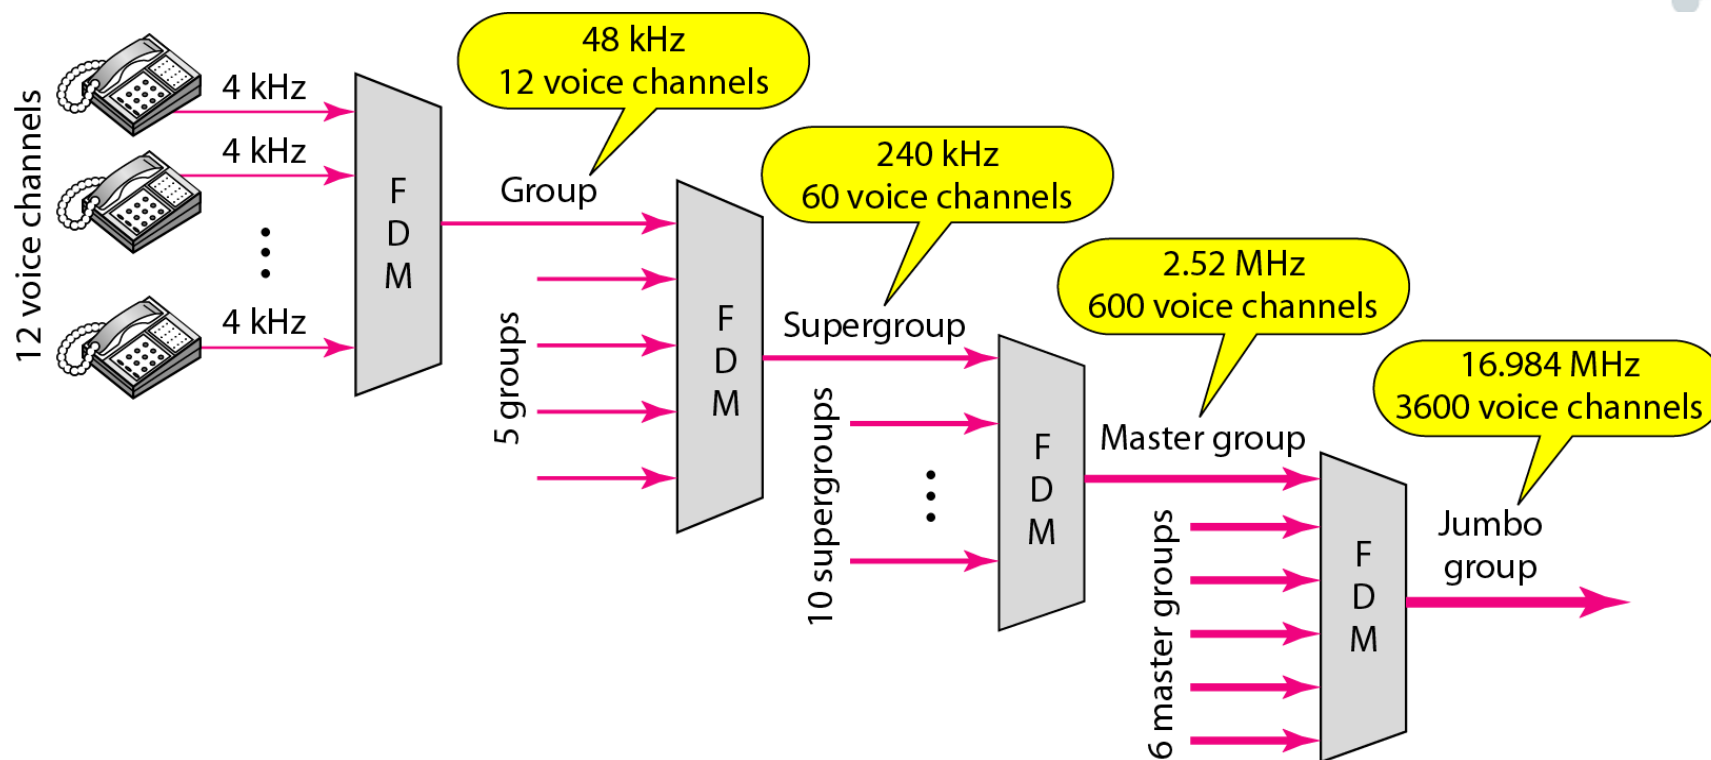 12 voice channels
4 kHz
4 kHz
4 kHz
F
D
M
48 kHz
12 voice channels
Group
5 groups
F
D
M
240 kHz
60 voice channels
Supergroup
10 supergroups
F
D
M
2.52 MHz
600 voice channels
Master group
6 master groups
F
D
M
16.984 MHz
3600 voice channels
Jumbo
group